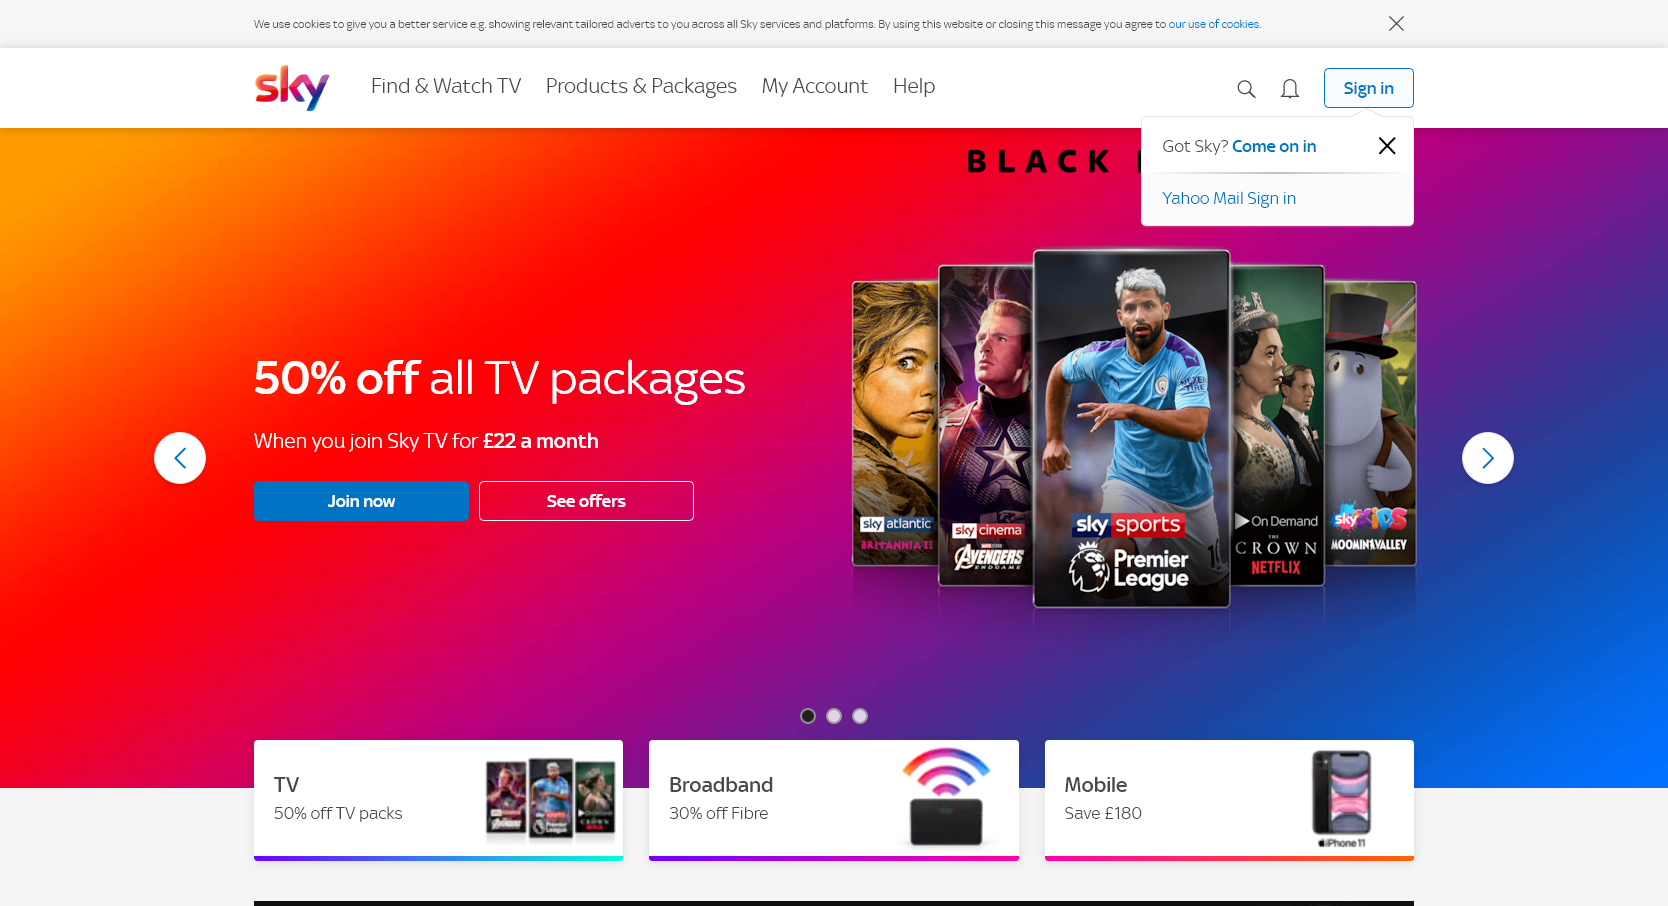 We use cookies to give you a better service e.g. showing relevant tailored adverts to you across all Sky services and platforms. By using this website or closing this message you agree to our use of cookies.
sky
Find & Watch TV
Products & Packages
My Account
Help
Sign in
Got Sky? Come on in
Yahoo Mail Sign in
BLACK
50% off all TV packages
When you join Sky TV for £22 a month
Join now
See offers
sky atlantic
BRITANNIA II
sky cinema
MARVEL STUDIOS
AVENGERS
ENDGAME
NEXEN
TIRE
sky sports
Premier
League
On Demand
THE
CROWN
NETFLIX
sky KIDS
MOOMINVALLEY
TV
50% off TV packs
Broadband
30% off Fibre
Mobile
Save £180
iPhone 11